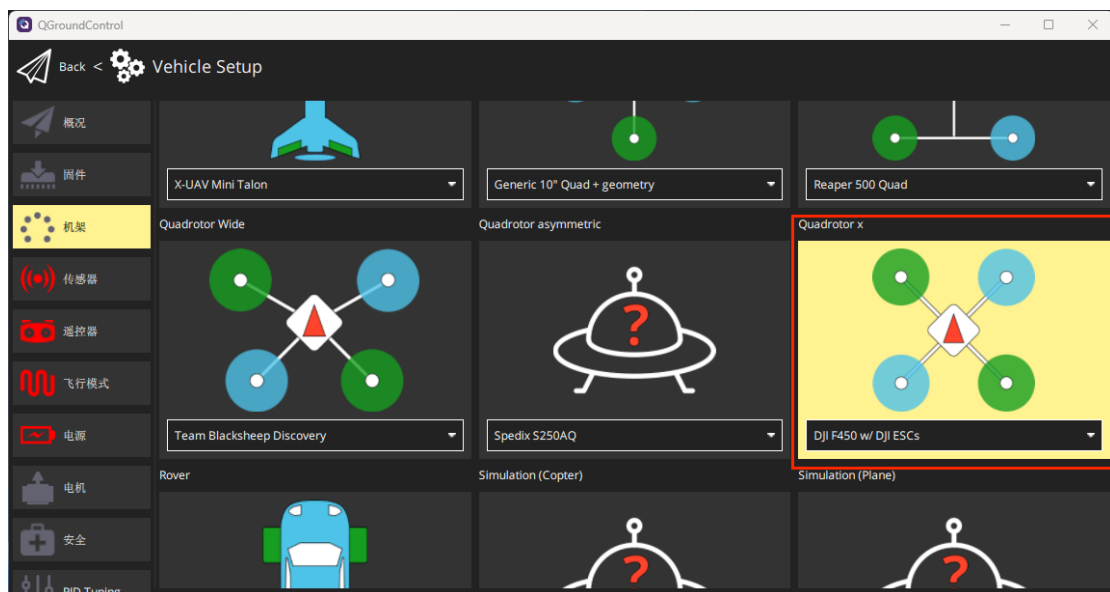 QGroundControl
Back < Vehicle Setup
概况
固件
机架
传感器
遥控器
飞行模式
电源
电机
安全
PID Tuning
X-UAV Mini Talon
Generic 10" Quad + geometry
Reaper 500 Quad
Quadrotor Wide
Quadrotor asymmetric
Quadrotor x
?
Team Blacksheep Discovery
Spedix S250AQ
DJI F450 w/ DJI ESCs
Rover
Simulation (Copter)
Simulation (Plane)
?
?